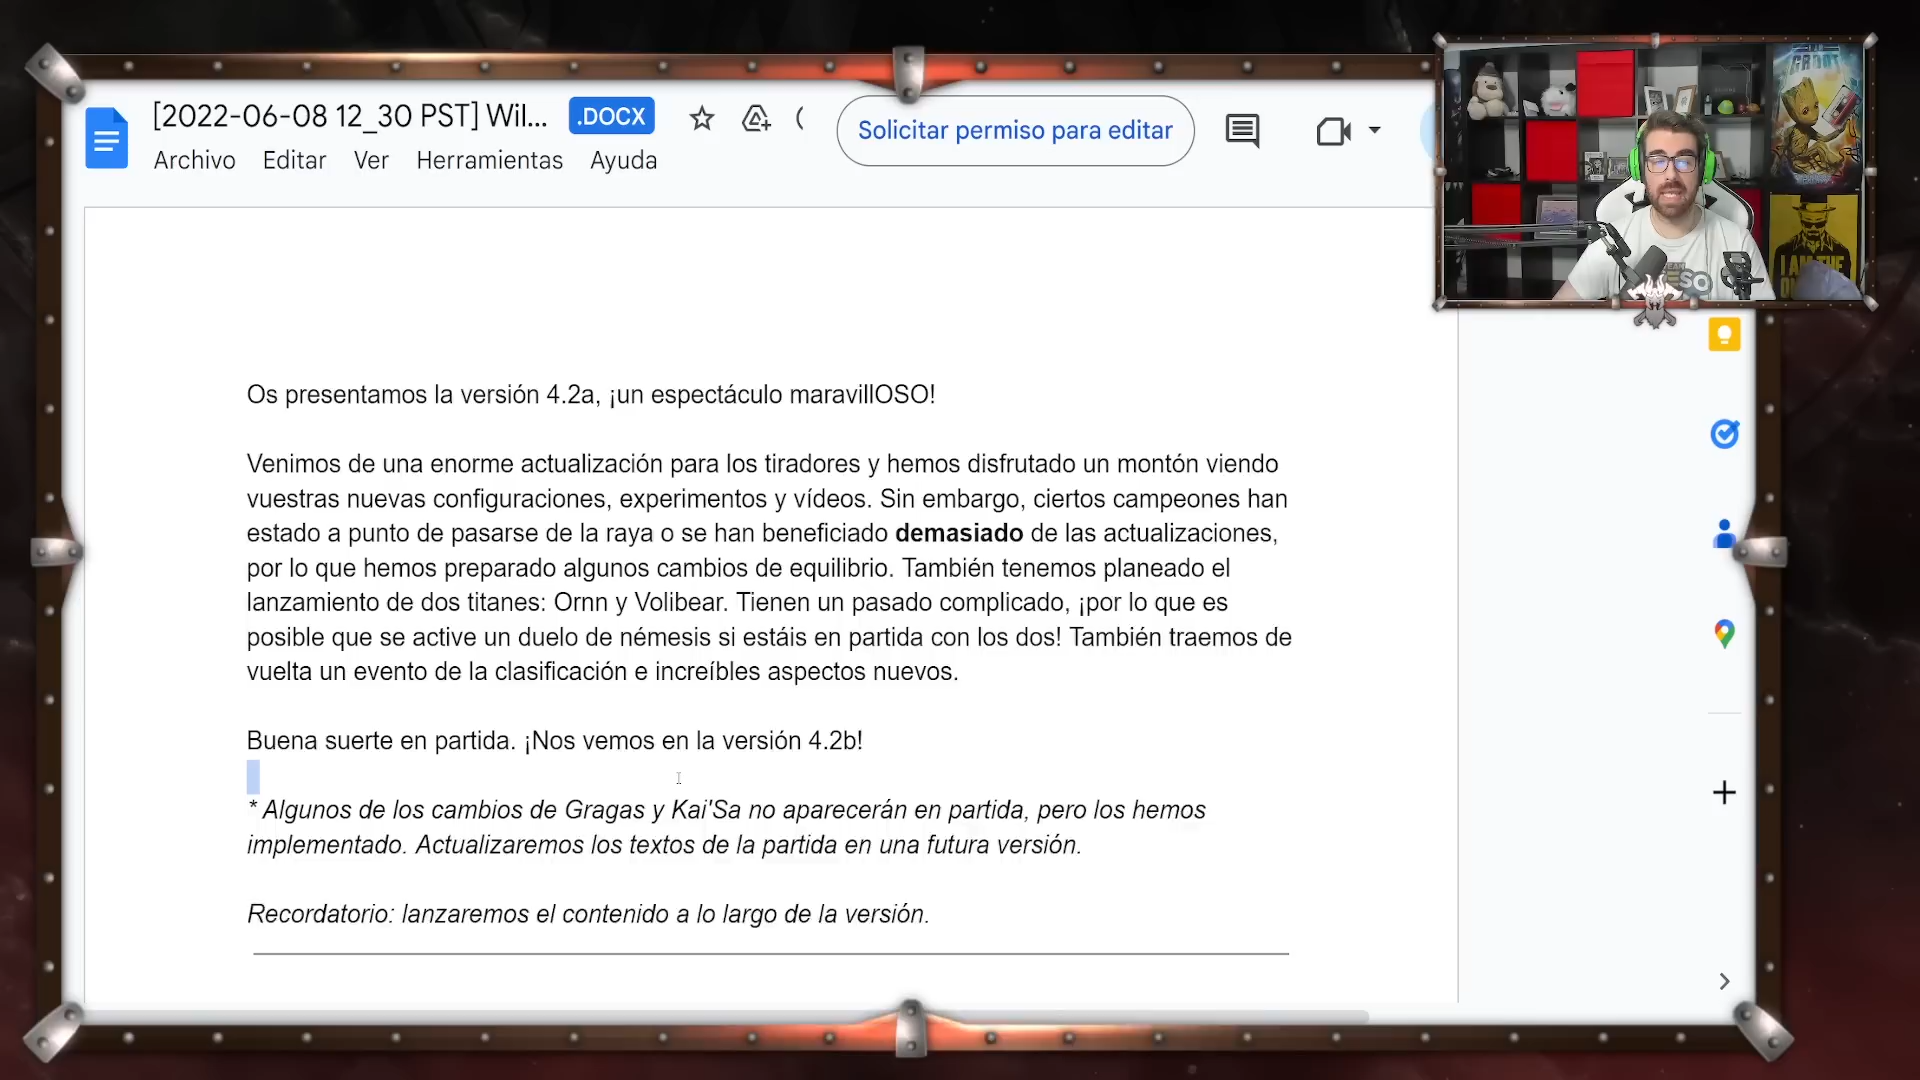 [2022-06-08 12_30 PST] Wil... .DOCX
Solicitar permiso para editar
Archivo Editar Ver Herramientas Ayuda
GROOT
SO
I AM THE
Os presentamos la versión 4.2a, ¡un espectáculo maravillOSO!
Venimos de una enorme actualización para los tiradores y hemos disfrutado un montón viendo
vuestras nuevas configuraciones, experimentos y vídeos. Sin embargo, ciertos campeones han
estado a punto de pasarse de la raya o se han beneficiado demasiado de las actualizaciones,
por lo que hemos preparado algunos cambios de equilibrio. También tenemos planeado el
lanzamiento de dos titanes: Ornn y Volibear. Tienen un pasado complicado, ¡por lo que es
posible que se active un duelo de némesis si estáis en partida con los dos! También traemos de
vuelta un evento de la clasificación e increíbles aspectos nuevos.
Buena suerte en partida. ¡Nos vemos en la versión 4.2b!
* Algunos de los cambios de Gragas y Kai'Sa no aparecerán en partida, pero los hemos
implementado. Actualizaremos los textos de la partida en una futura versión.
Recordatorio: lanzaremos el contenido a lo largo de la versión.